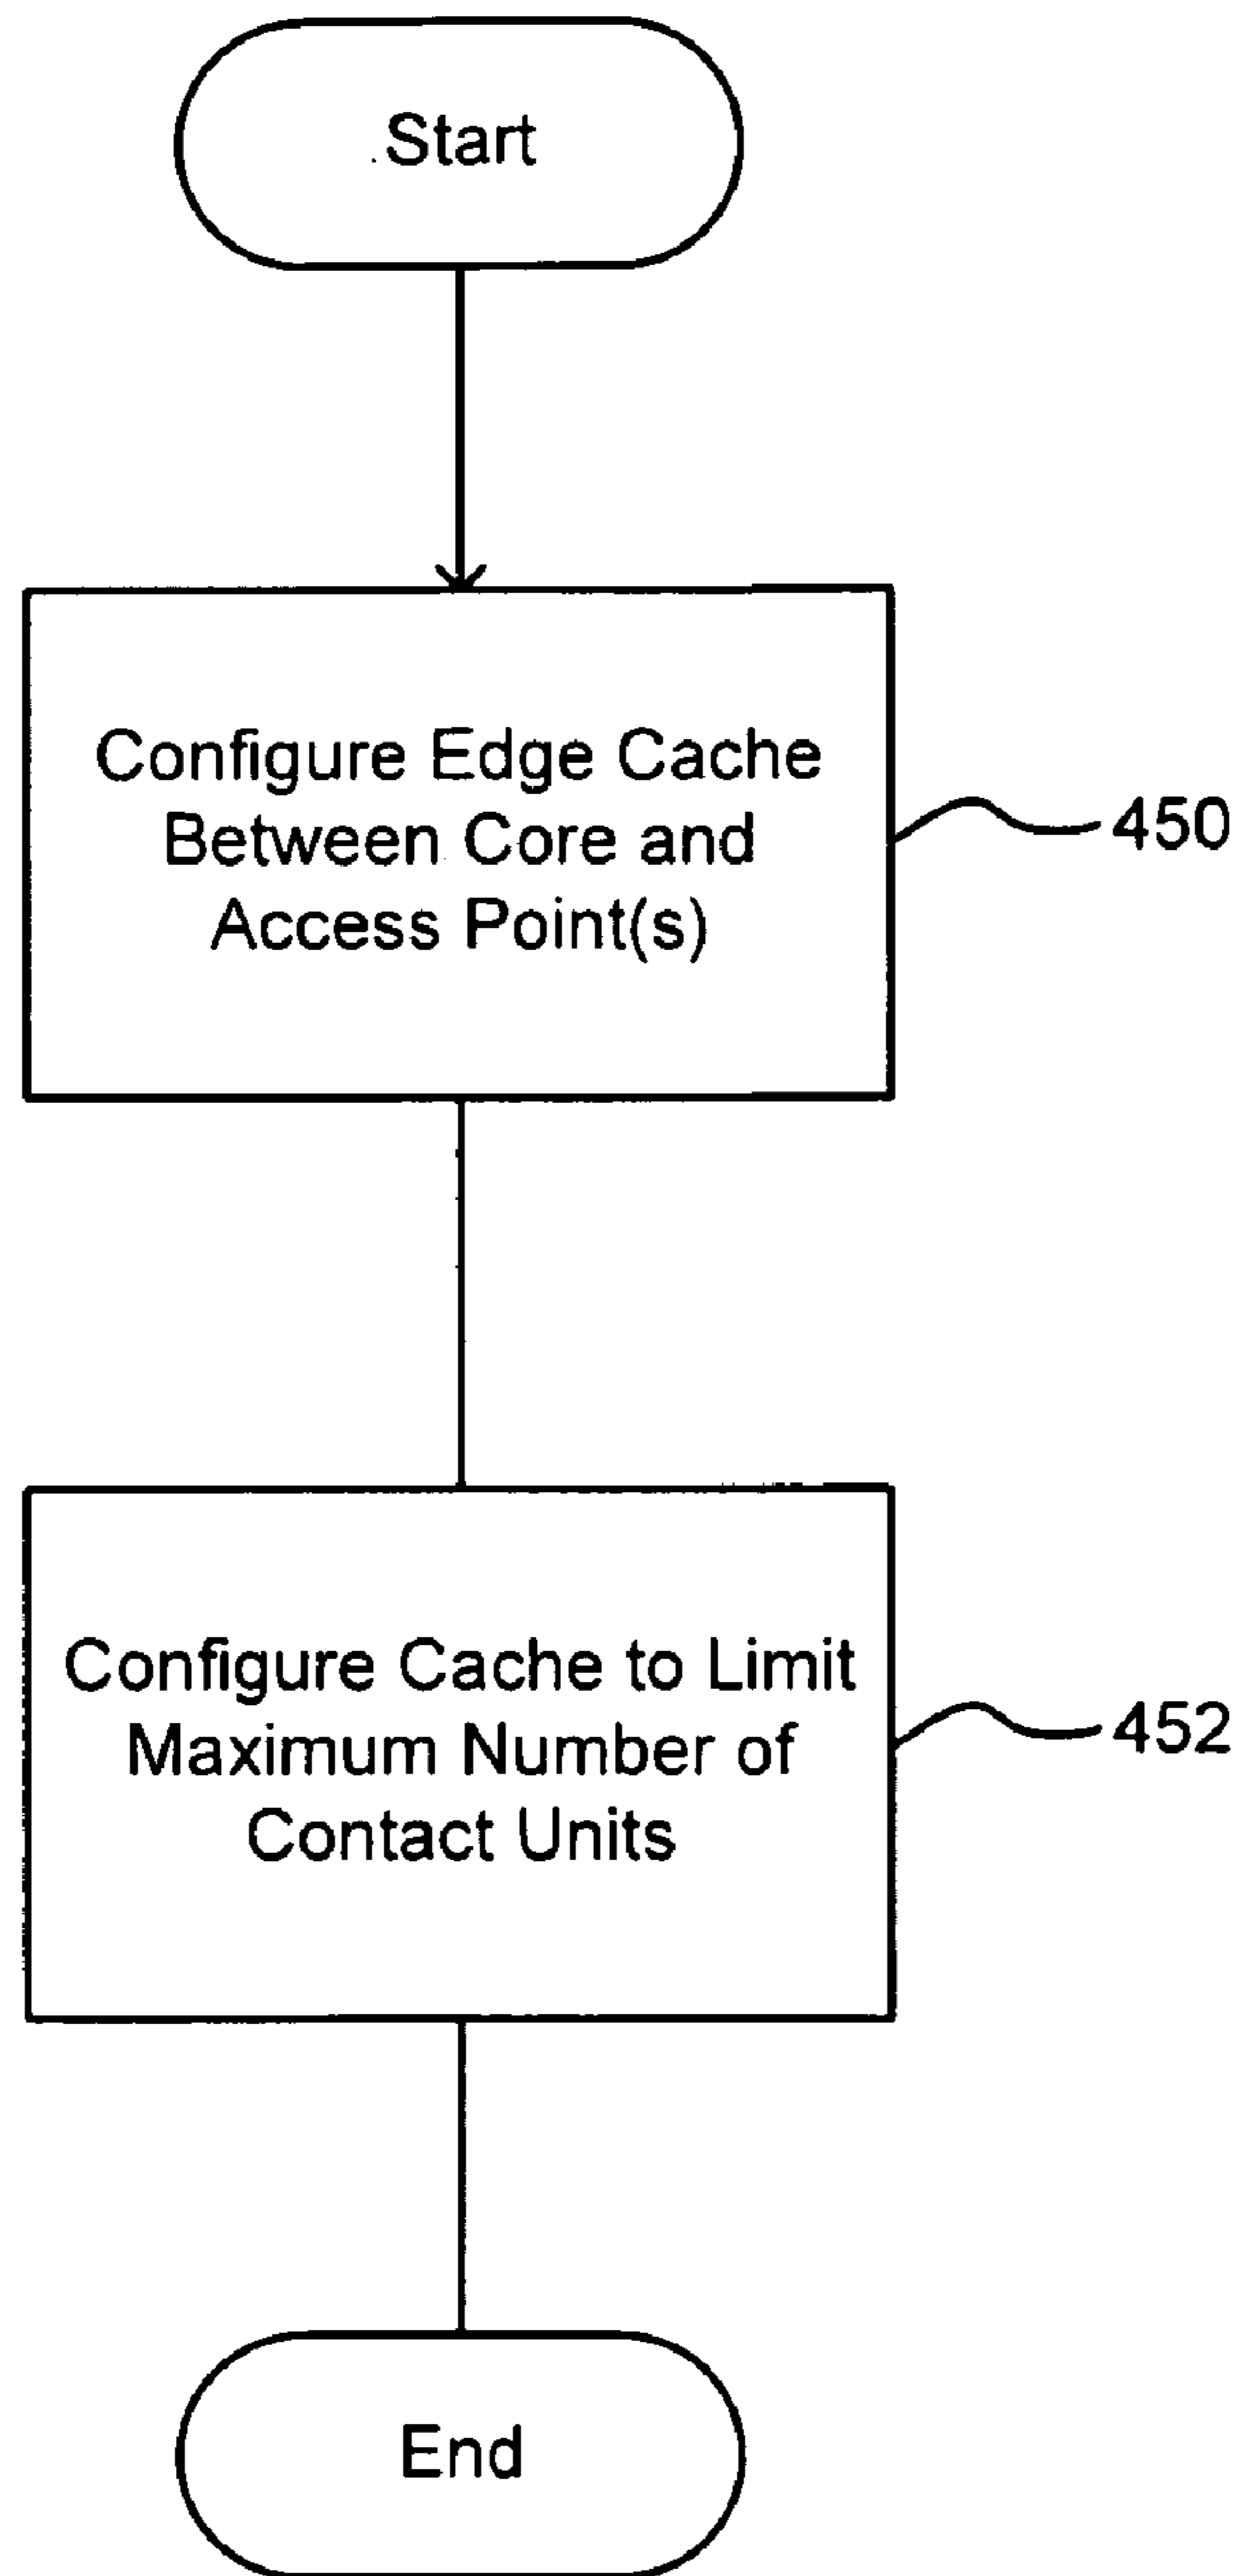 Start
Configure Edge Cache
Between Core and
Access Point(s)
450
Configure Cache to Limit
Maximum Number of
Contact Units
452
End